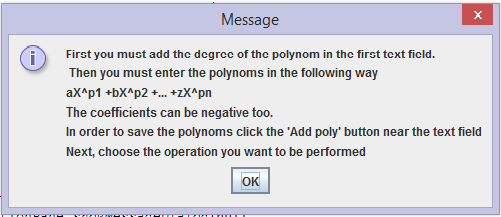 Message
x
First you must add the degree of the polynom in the first text field.
Then you must enter the polynoms in the following way
aX^p1 +bX^p2 +... +zX^pn
The coefficients can be negative too.
In order to save the polynoms click the 'Add poly' button near the text field
Next, choose the operation you want to be performed
OK